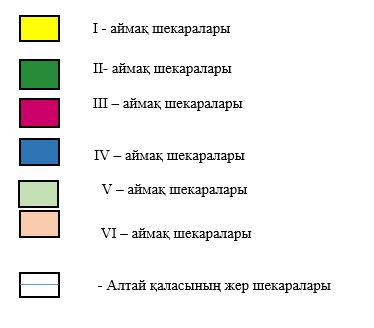 I - аймақ шекаралары
II- аймақ шекаралары
III – аймақ шекаралары
IV – аймақ шекаралары
V – аймақ шекаралары
VI – аймақ шекаралары
- Алтай қаласының жер шекаралары